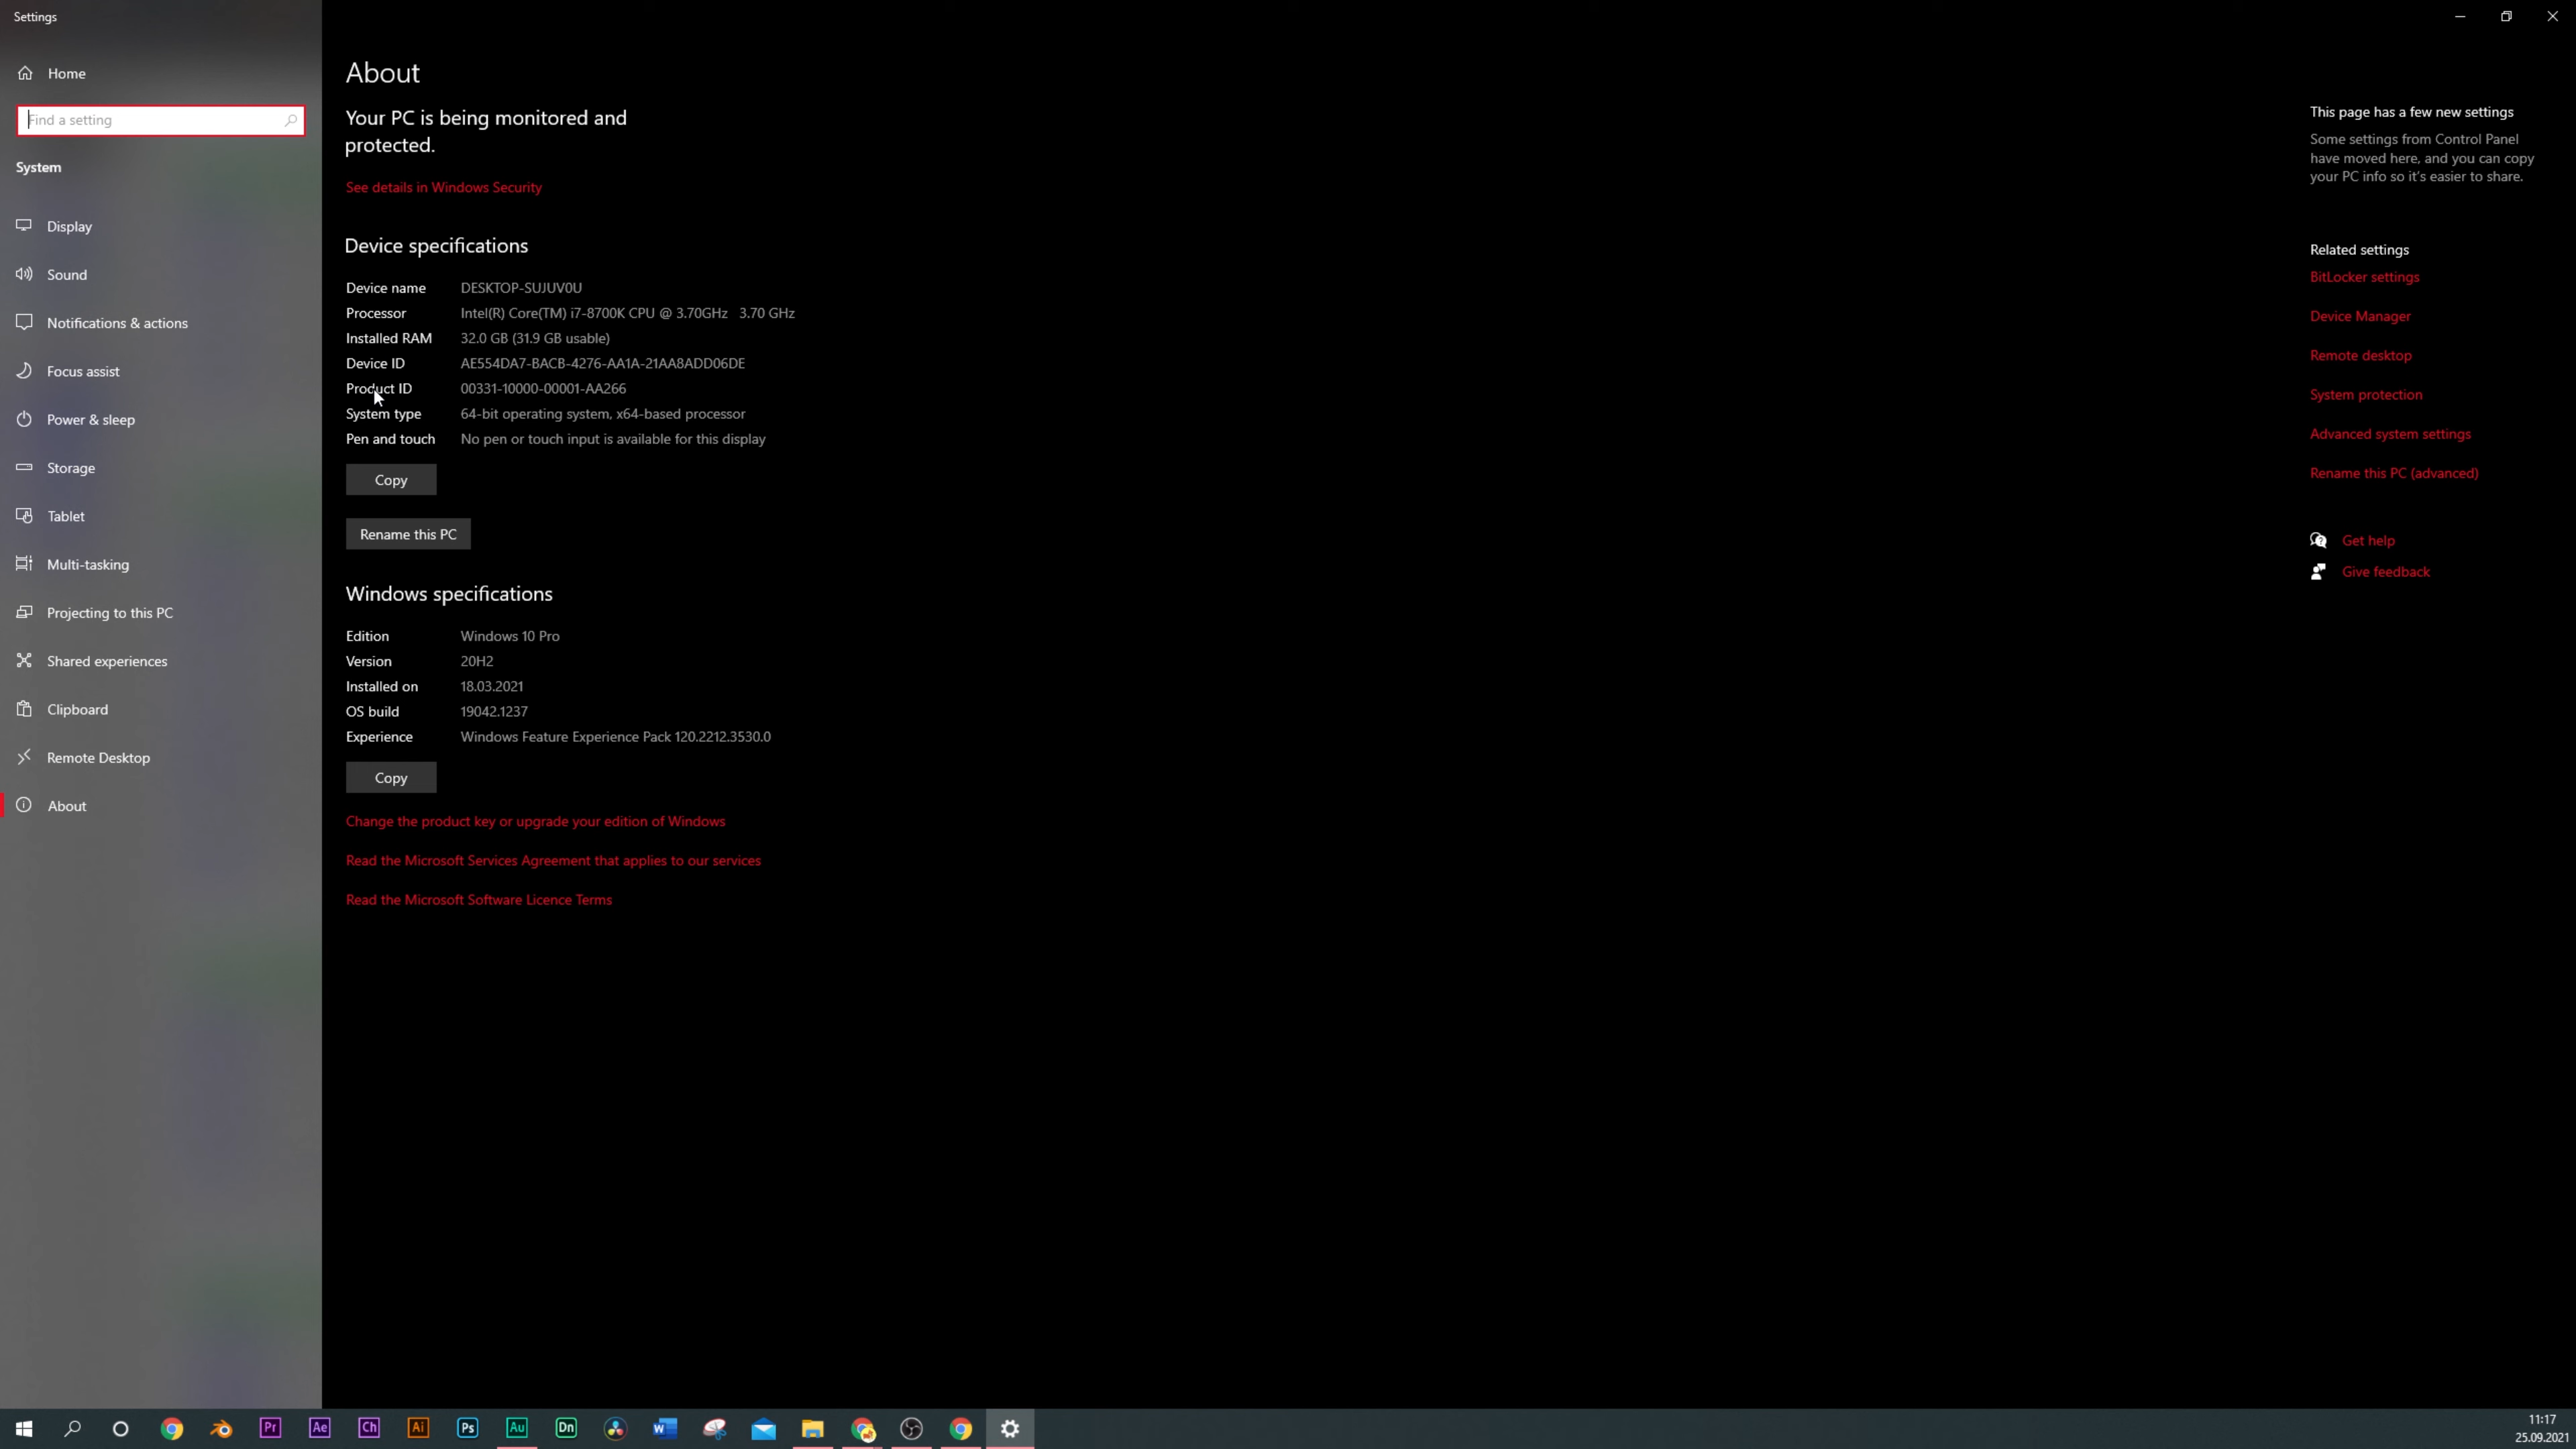 Settings
Home
Find a setting
System
Display
Sound
Notifications & actions
Focus assist
Power & sleep
Storage
Tablet
Multi-tasking
Projecting to this PC
Shared experiences
Clipboard
Remote Desktop
About
About
Your PC is being monitored and
protected.
See details in Windows Security
Device specifications
Device name DESKTOP-SUJUV0U
Processor Intel(R) Core(TM) i7-8700K CPU @ 3.70GHz 3.70 GHz
Installed RAM 32.0 GB (31.9 GB usable)
Device ID AE554DA7-BACB-4276-AA1A-21AA8ADD06DE
Product ID 00331-10000-00001-AA266
System type 64-bit operating system, x64-based processor
Pen and touch No pen or touch input is available for this display
Copy
Rename this PC
Windows specifications
Edition Windows 10 Pro
Version 20H2
Installed on 18.03.2021
OS build 19042.1237
Experience Windows Feature Experience Pack 120.2212.3530.0
Copy
Change the product key or upgrade your edition of Windows
Read the Microsoft Services Agreement that applies to our services
Read the Microsoft Software Licence Terms
This page has a few new settings
Some settings from Control Panel
have moved here, and you can copy
your PC info so it's easier to share.
Related settings
BitLocker settings
Device Manager
Remote desktop
System protection
Advanced system settings
Rename this PC (advanced)
Get help
Give feedback
Pr
Ae
Ch
Ai
Ps
Au
Dn
W
11:17
25.09.2021